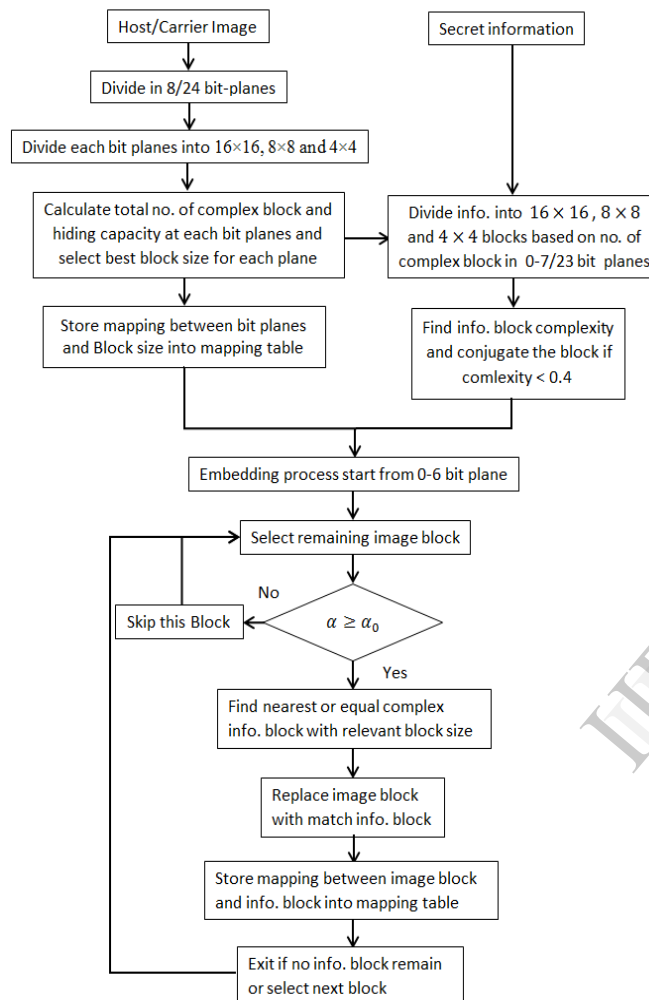 Host/Carrier Image
Secret information
Divide in 8/24 bit-planes
Divide each bit planes into 16×16, 8×8 and 4×4
Calculate total no. of complex block and
hiding capacity at each bit planes and
select best block size for each plane
Divide info. into 16 × 16 , 8 × 8
and 4 × 4 blocks based on no. of
complex block in 0-7/23 bit planes
Store mapping between bit planes
and Block size into mapping table
Find info. block complexity
and conjugate the block if
comlexity < 0.4
Embedding process start from 0-6 bit plane
Select remaining image block
No
Skip this Block
α ≥ α₀
Yes
Find nearest or equal complex
info. block with relevant block size
Replace image block
with match info. block
Store mapping between image block
and info. block into mapping table
Exit if no info. block remain
or select next block